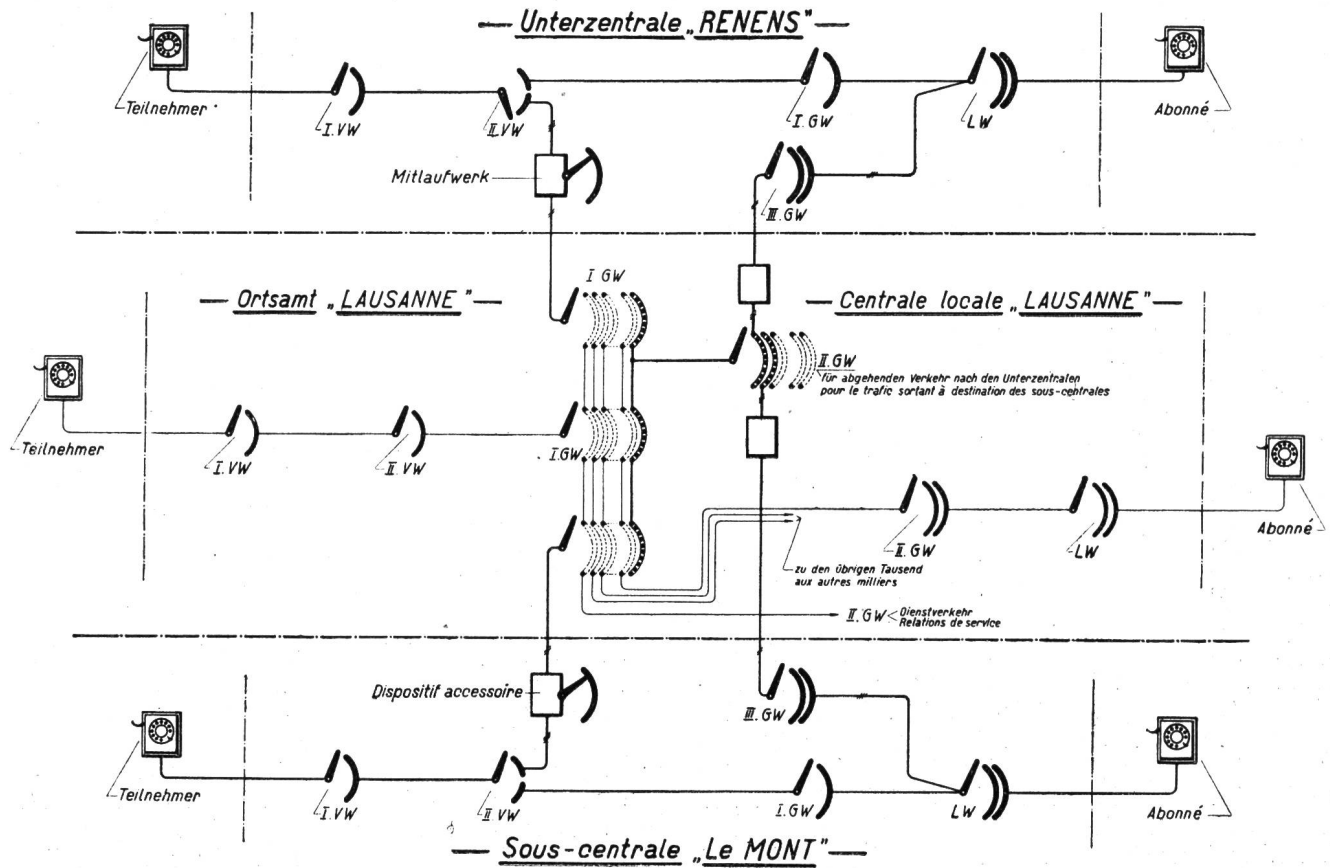 — Unterzentrale „RENENS" —
Teilnehmer
I.VW
II.VW
I.GW
LW
Abonné
Mitlaufwerk
III.GW
— Ortsamt „LAUSANNE" —
I GW
— Centrale locale „LAUSANNE" —
II.GW
für abgehenden Verkehr nach den Unterzentralen
pour le trafic sortant à destination des sous-centrales
Teilnehmer
I.VW
II.VW
I.GW
II.GW
LW
Abonné
zu den übrigen Tausend
aux autres milliers
II.GW < Dienstverkehr
Relations de service
Dispositif accessoire
III.GW
Teilnehmer
I.VW
II.VW
I.GW
LW
Abonné
— Sous-centrale „Le MONT" —